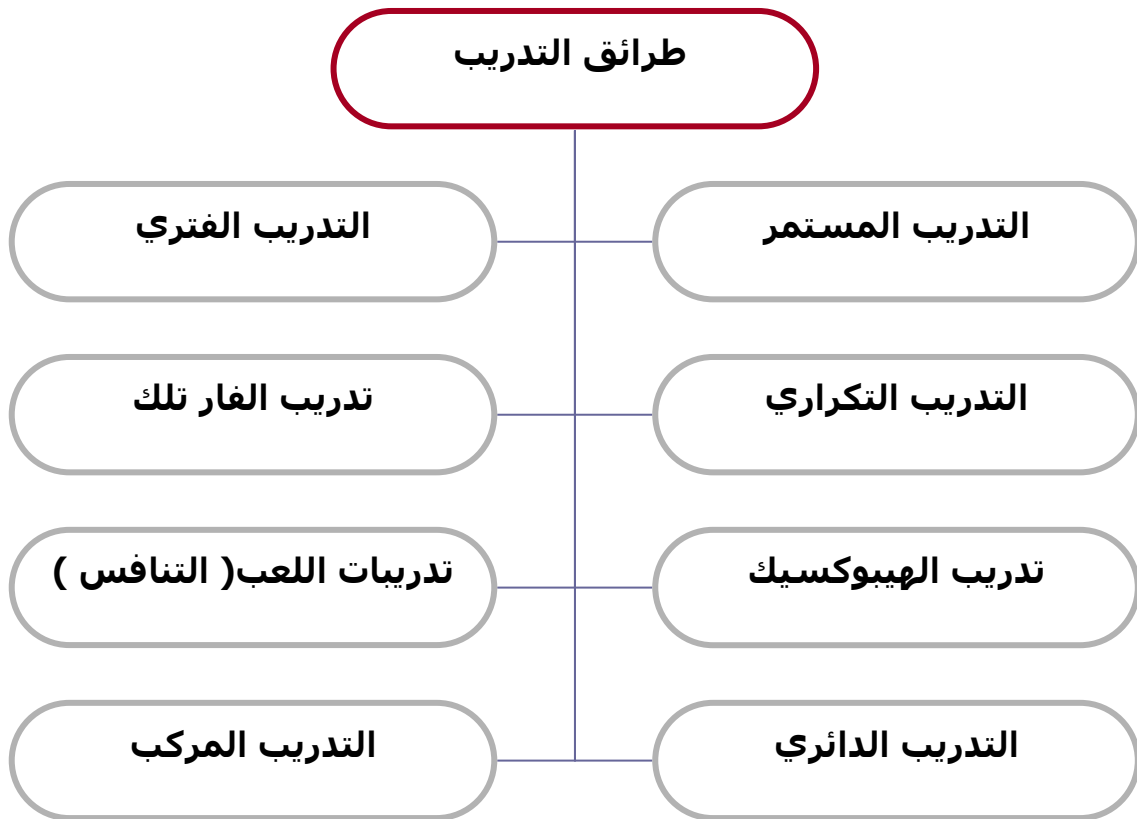 طرائق التدريب
التدريب المستمر
التدريب الفتري
التدريب التكراري
تدريب الفار تلك
تدريب الهيبوكسيك
تدريبات اللعب( التنافس )
التدريب الدائري
التدريب المركب